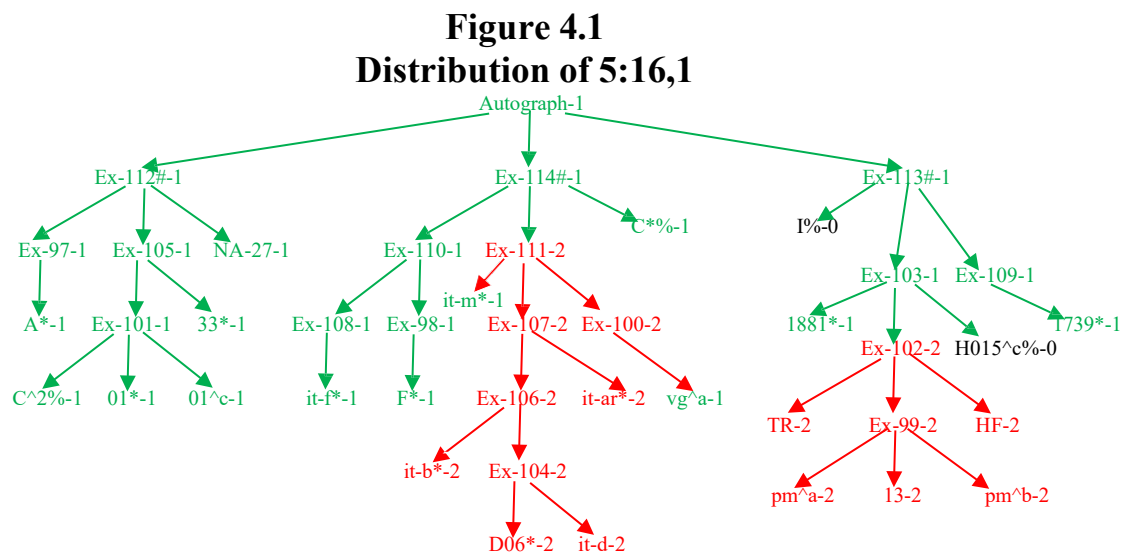 Figure 4.1
Distribution of 5:16,1
Autograph-1
Ex-112#-1 Ex-114#-1 Ex-113#-1
C*%-1 I%-0
Ex-97-1 Ex-105-1 NA-27-1 Ex-110-1 Ex-111-2
Ex-103-1 Ex-109-1
it-m*-1
A*-1 Ex-101-1 33*-1 Ex-108-1 Ex-98-1 Ex-107-2 Ex-100-2 1881*-1 1739*-1
Ex-102-2 H015^c%-0
C^2%-1 01*-1 01^c-1 it-f*-1 F*-1 Ex-106-2 it-ar*-2 vg^a-1
TR-2 Ex-99-2 HF-2
it-b*-2 Ex-104-2
pm^a-2 13-2 pm^b-2
D06*-2 it-d-2